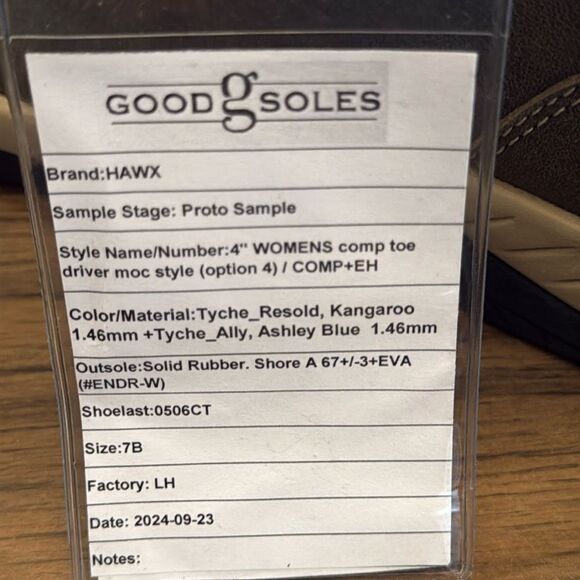 GOOD g SOLES
Brand:HAWX
Sample Stage: Proto Sample
Style Name/Number:4" WOMENS comp toe
driver moc style (option 4) / COMP+EH
Color/Material:Tyche_Resold, Kangaroo
1.46mm +Tyche_Ally, Ashley Blue 1.46mm
Outsole:Solid Rubber. Shore A 67+/-3+EVA
(#ENDR-W)
Shoelast:0506CT
Size:7B
Factory: LH
Date: 2024-09-23
Notes: